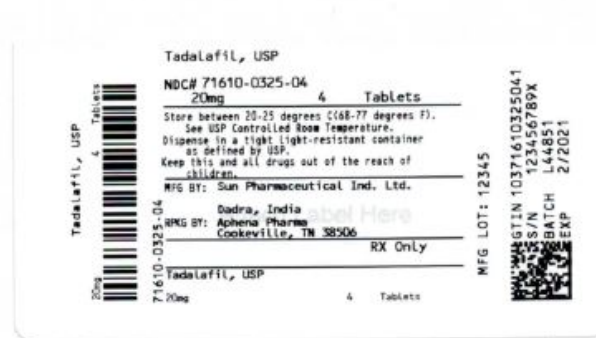 Tadalafil, USP
NDC# 71610-0325-04
20mg 4 Tablets
Store between 20-25 degrees C(68-77 degrees F).
See USP Controlled Room Temperature.
Dispense in a tight light-resistant container
as defined by USP.
Keep this and all drugs out of the reach of
children.
MFG BY: Sun Pharmaceutical Ind. Ltd.
Dadra, India
RPKG BY: Aphena Pharma
Cookeville, TN 38506
Label Here
RX Only
Tadalafil, USP
20mg 4 Tablets
Tadalafil, USP
20mg 4 Tablets
71610-0325-04
MFG LOT: 12345
GTIN 10371610325041
S/N 123456789X
BATCH L44851
EXP 2/2021